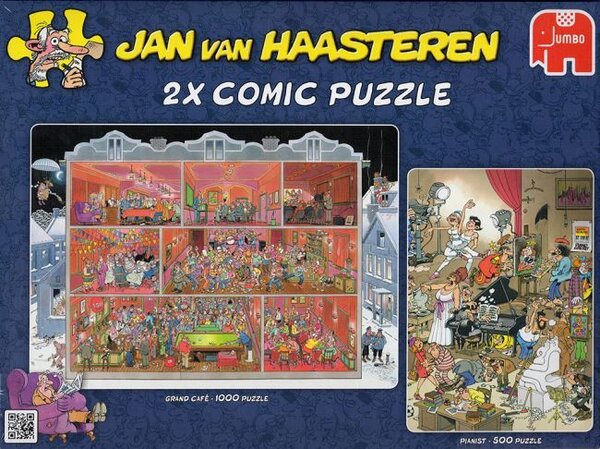 JAN VAN HAASTEREN
Jumbo
2X COMIC PUZZLE
GRAND CAFÉ · 1000 PUZZLE
PIANIST · 500 PUZZLE